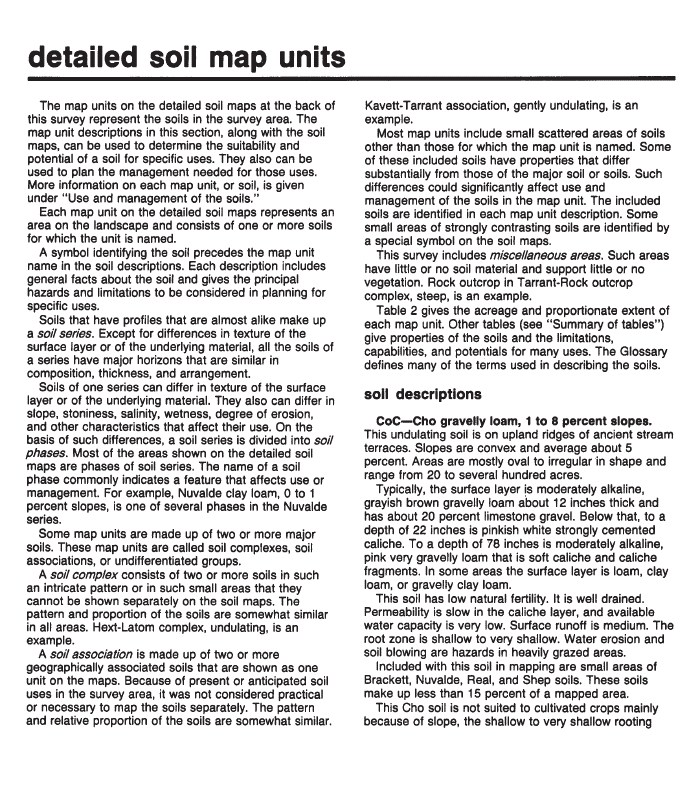 detailed soil map units
The map units on the detailed soil maps at the back of
this survey represent the soils in the survey area. The
map unit descriptions in this section, along with the soil
maps, can be used to determine the suitability and
potential of a soil for specific uses. They also can be
used to plan the management needed for those uses.
More information on each map unit, or soil, is given
under "Use and management of the soils."
Each map unit on the detailed soil maps represents an
area on the landscape and consists of one or more soils
for which the unit is named.
A symbol identifying the soil precedes the map unit
name in the soil descriptions. Each description includes
general facts about the soil and gives the principal
hazards and limitations to be considered in planning for
specific uses.
Soils that have profiles that are almost alike make up
a soil series. Except for differences in texture of the
surface layer or of the underlying material, all the soils of
a series have major horizons that are similar in
composition, thickness, and arrangement.
Soils of one series can differ in texture of the surface
layer or of the underlying material. They also can differ in
slope, stoniness, salinity, wetness, degree of erosion,
and other characteristics that affect their use. On the
basis of such differences, a soil series is divided into soil
phases. Most of the areas shown on the detailed soil
maps are phases of soil series. The name of a soil
phase commonly indicates a feature that affects use or
management. For example, Nuvalde clay loam, 0 to 1
percent slopes, is one of several phases in the Nuvalde
series.
Some map units are made up of two or more major
soils. These map units are called soil complexes, soil
associations, or undifferentiated groups.
A soil complex consists of two or more soils in such
an intricate pattern or in such small areas that they
cannot be shown separately on the soil maps. The
pattern and proportion of the soils are somewhat similar
in all areas. Hext-Latom complex, undulating, is an
example.
A soil association is made up of two or more
geographically associated soils that are shown as one
unit on the maps. Because of present or anticipated soil
uses in the survey area, it was not considered practical
or necessary to map the soils separately. The pattern
and relative proportion of the soils are somewhat similar.
Kavett-Tarrant association, gently undulating, is an
example.
Most map units include small scattered areas of soils
other than those for which the map unit is named. Some
of these included soils have properties that differ
substantially from those of the major soil or soils. Such
differences could significantly affect use and
management of the soils in the map unit. The included
soils are identified in each map unit description. Some
small areas of strongly contrasting soils are identified by
a special symbol on the soil maps.
This survey includes miscellaneous areas. Such areas
have little or no soil material and support little or no
vegetation. Rock outcrop in Tarrant-Rock outcrop
complex, steep, is an example.
Table 2 gives the acreage and proportionate extent of
each map unit. Other tables (see "Summary of tables")
give properties of the soils and the limitations,
capabilities, and potentials for many uses. The Glossary
defines many of the terms used in describing the soils.
soil descriptions
CoC—Cho gravelly loam, 1 to 8 percent slopes.
This undulating soil is on upland ridges of ancient stream
terraces. Slopes are convex and average about 5
percent. Areas are mostly oval to irregular in shape and
range from 20 to several hundred acres.
Typically, the surface layer is moderately alkaline,
grayish brown gravelly loam about 12 inches thick and
has about 20 percent limestone gravel. Below that, to a
depth of 22 inches is pinkish white strongly cemented
caliche. To a depth of 78 inches is moderately alkaline,
pink very gravelly loam that is soft caliche and caliche
fragments. In some areas the surface layer is loam, clay
loam, or gravelly clay loam.
This soil has low natural fertility. It is well drained.
Permeability is slow in the caliche layer, and available
water capacity is very low. Surface runoff is medium. The
root zone is shallow to very shallow. Water erosion and
soil blowing are hazards in heavily grazed areas.
Included with this soil in mapping are small areas of
Brackett, Nuvalde, Real, and Shep soils. These soils
make up less than 15 percent of a mapped area.
This Cho soil is not suited to cultivated crops mainly
because of slope, the shallow to very shallow rooting